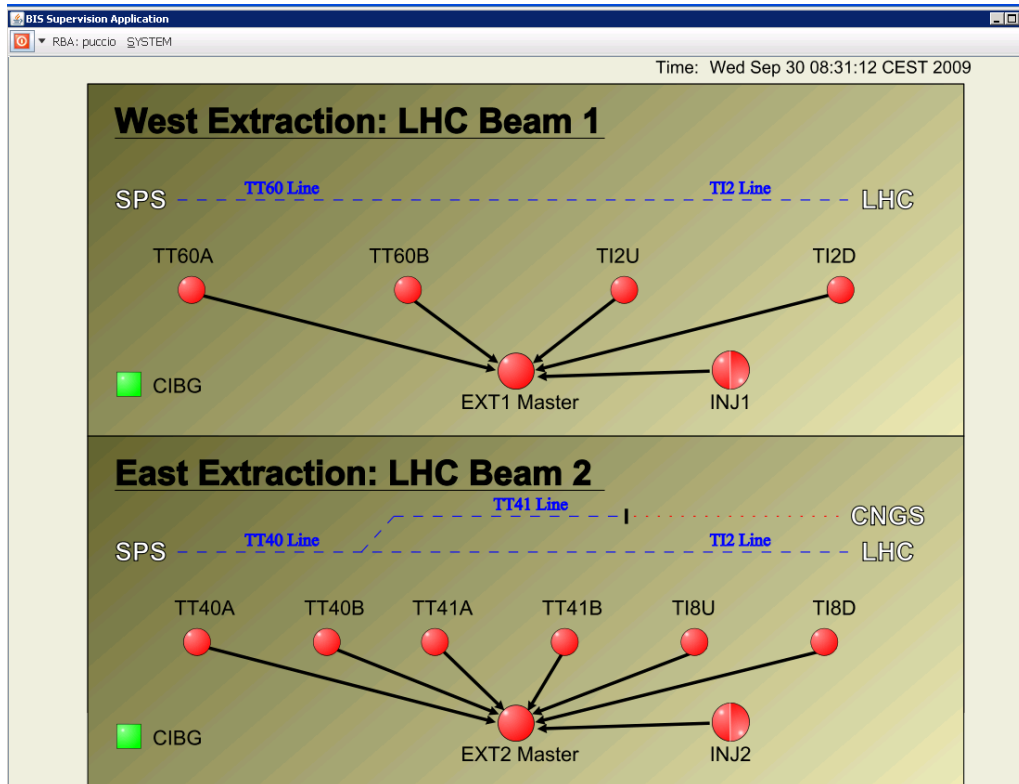 BIS Supervision Application
RBA: puccio SYSTEM
Time: Wed Sep 30 08:31:12 CEST 2009
West Extraction: LHC Beam 1
TT60 Line TI2 Line
SPS LHC
TT60A TT60B TI2U TI2D
CIBG
EXT1 Master INJ1
East Extraction: LHC Beam 2
TT41 Line
CNGS
TT40 Line TI2 Line
SPS LHC
TT40A TT40B TT41A TT41B TI8U TI8D
CIBG
EXT2 Master INJ2